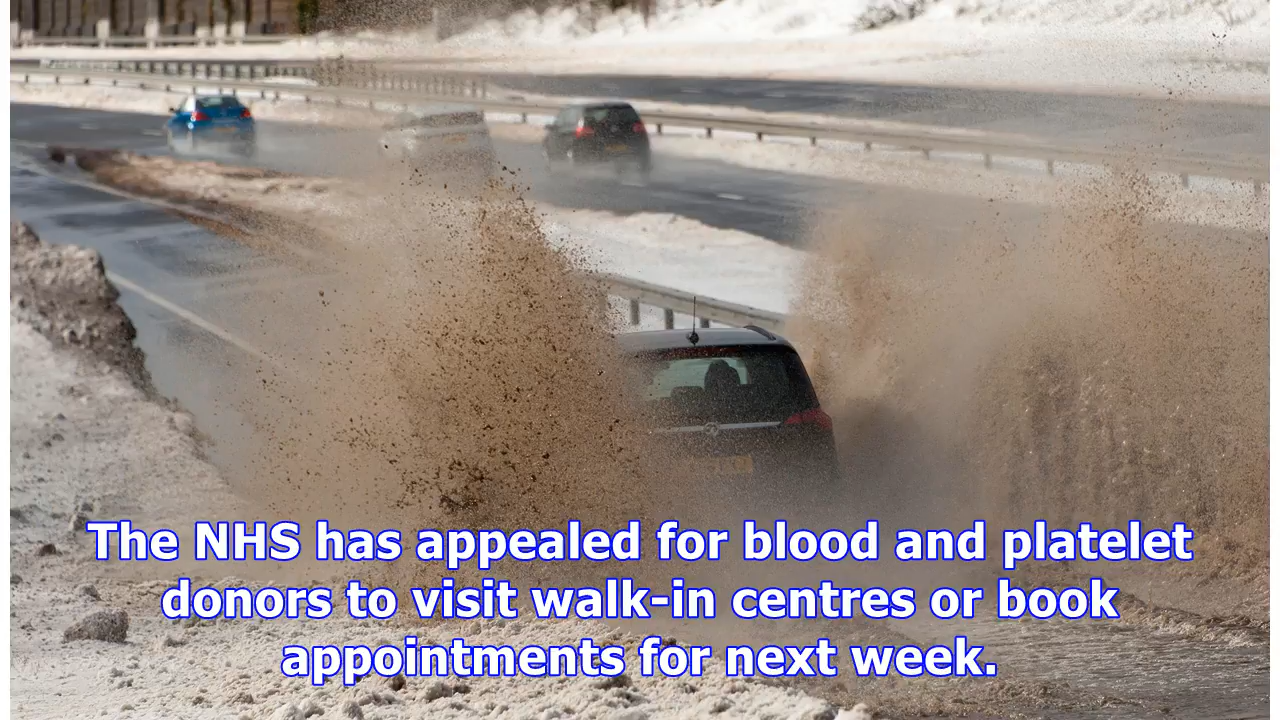 The NHS has appealed for blood and platelet
donors to visit walk-in centres or book
appointments for next week.